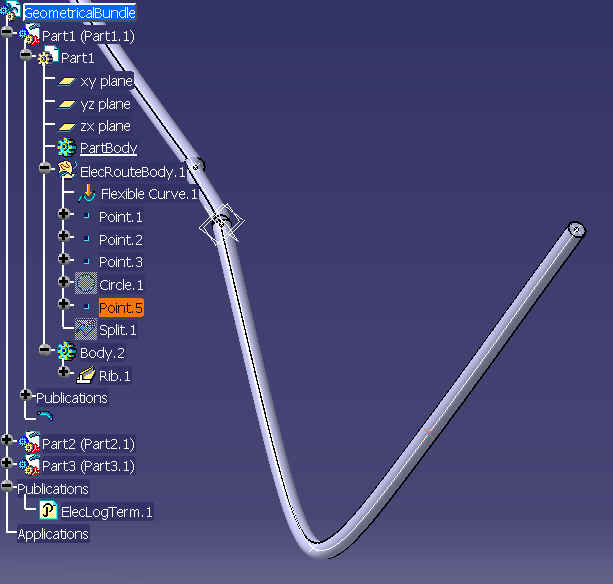 GeometricalBundle
Part1 (Part1.1)
Part1
xy plane
yz plane
zx plane
PartBody
ElecRouteBody.1
Flexible Curve.1
Point.1
Point.2
Point.3
Circle.1
Point.5
Split.1
Body.2
Rib.1
Publications
Part2 (Part2.1)
Part3 (Part3.1)
Publications
P ElecLogTerm.1
Applications